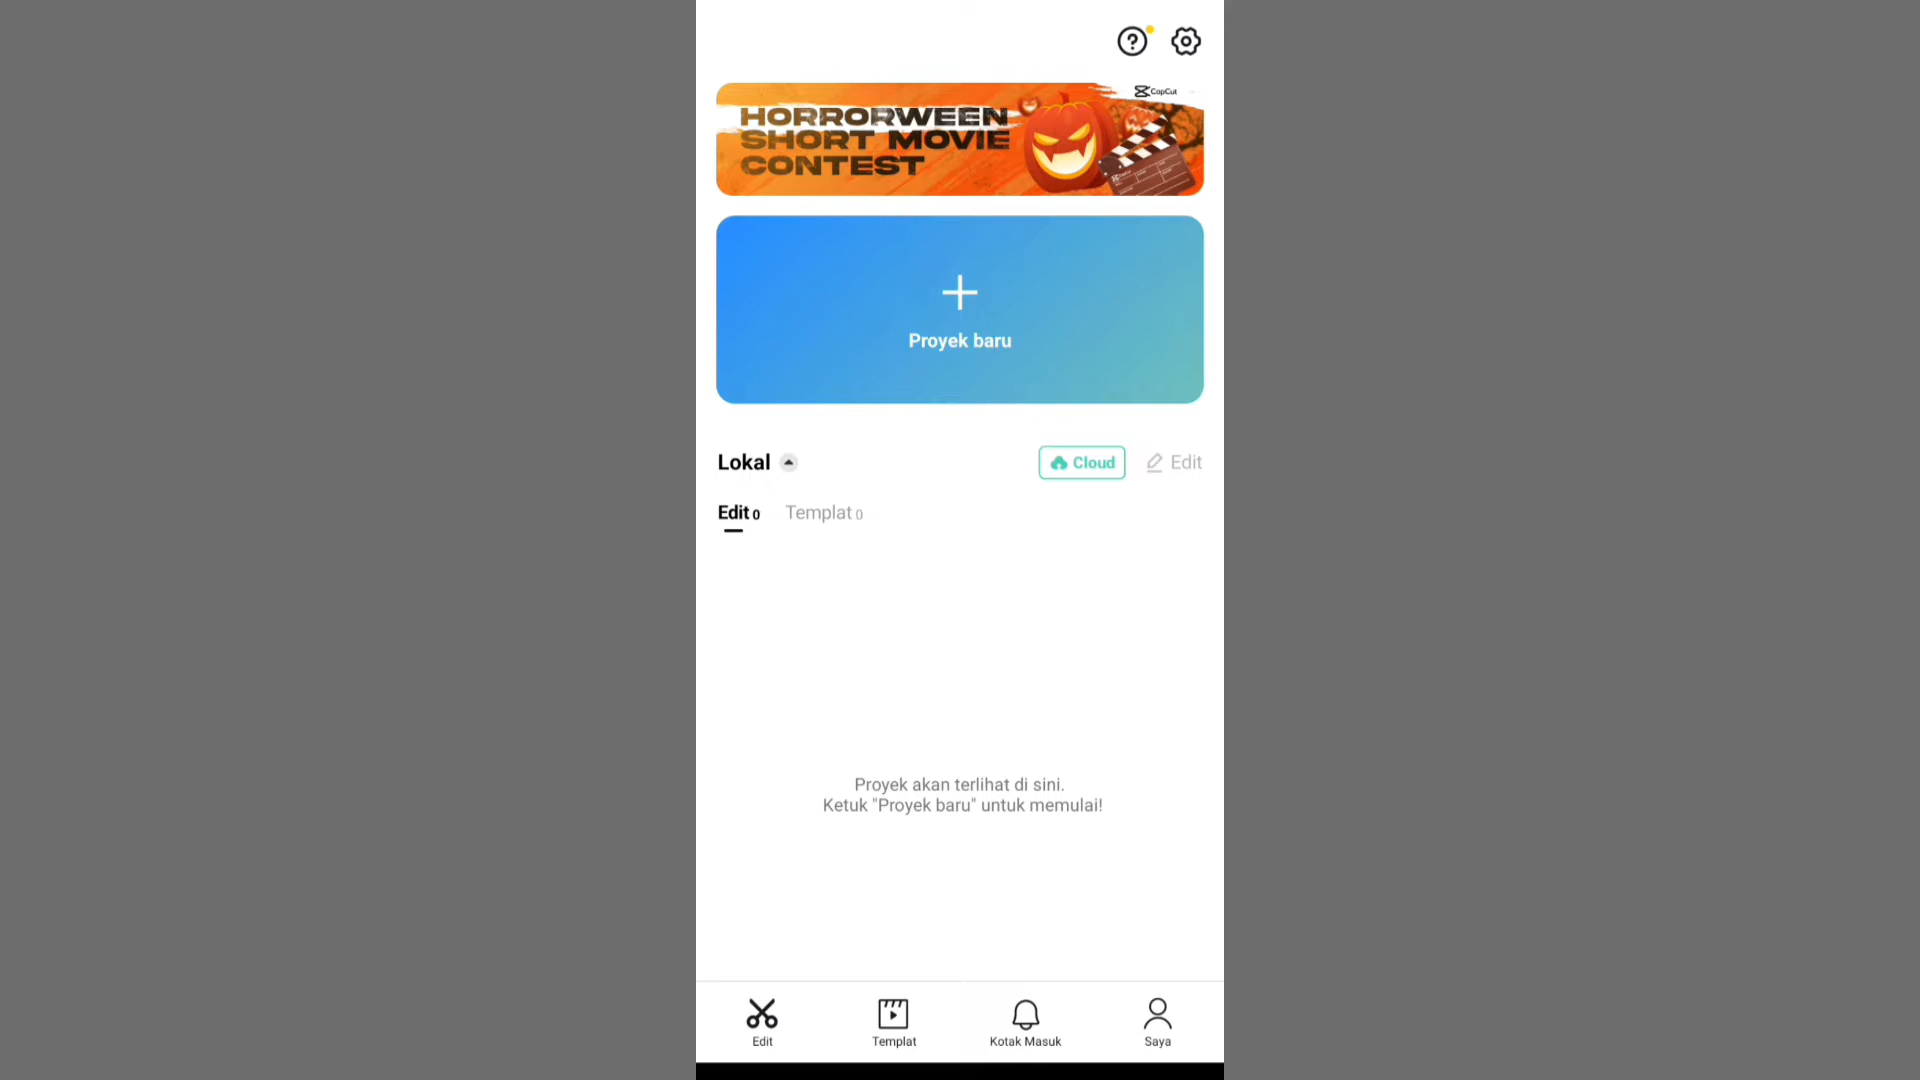 CapCut
HORRORWEEN
SHORT MOVIE
CONTEST
Proyek baru
Lokal
Cloud
Edit
Edit 0
Templat 0
Proyek akan terlihat di sini.
Ketuk "Proyek baru" untuk memulai!
Edit
Templat
Kotak Masuk
Saya